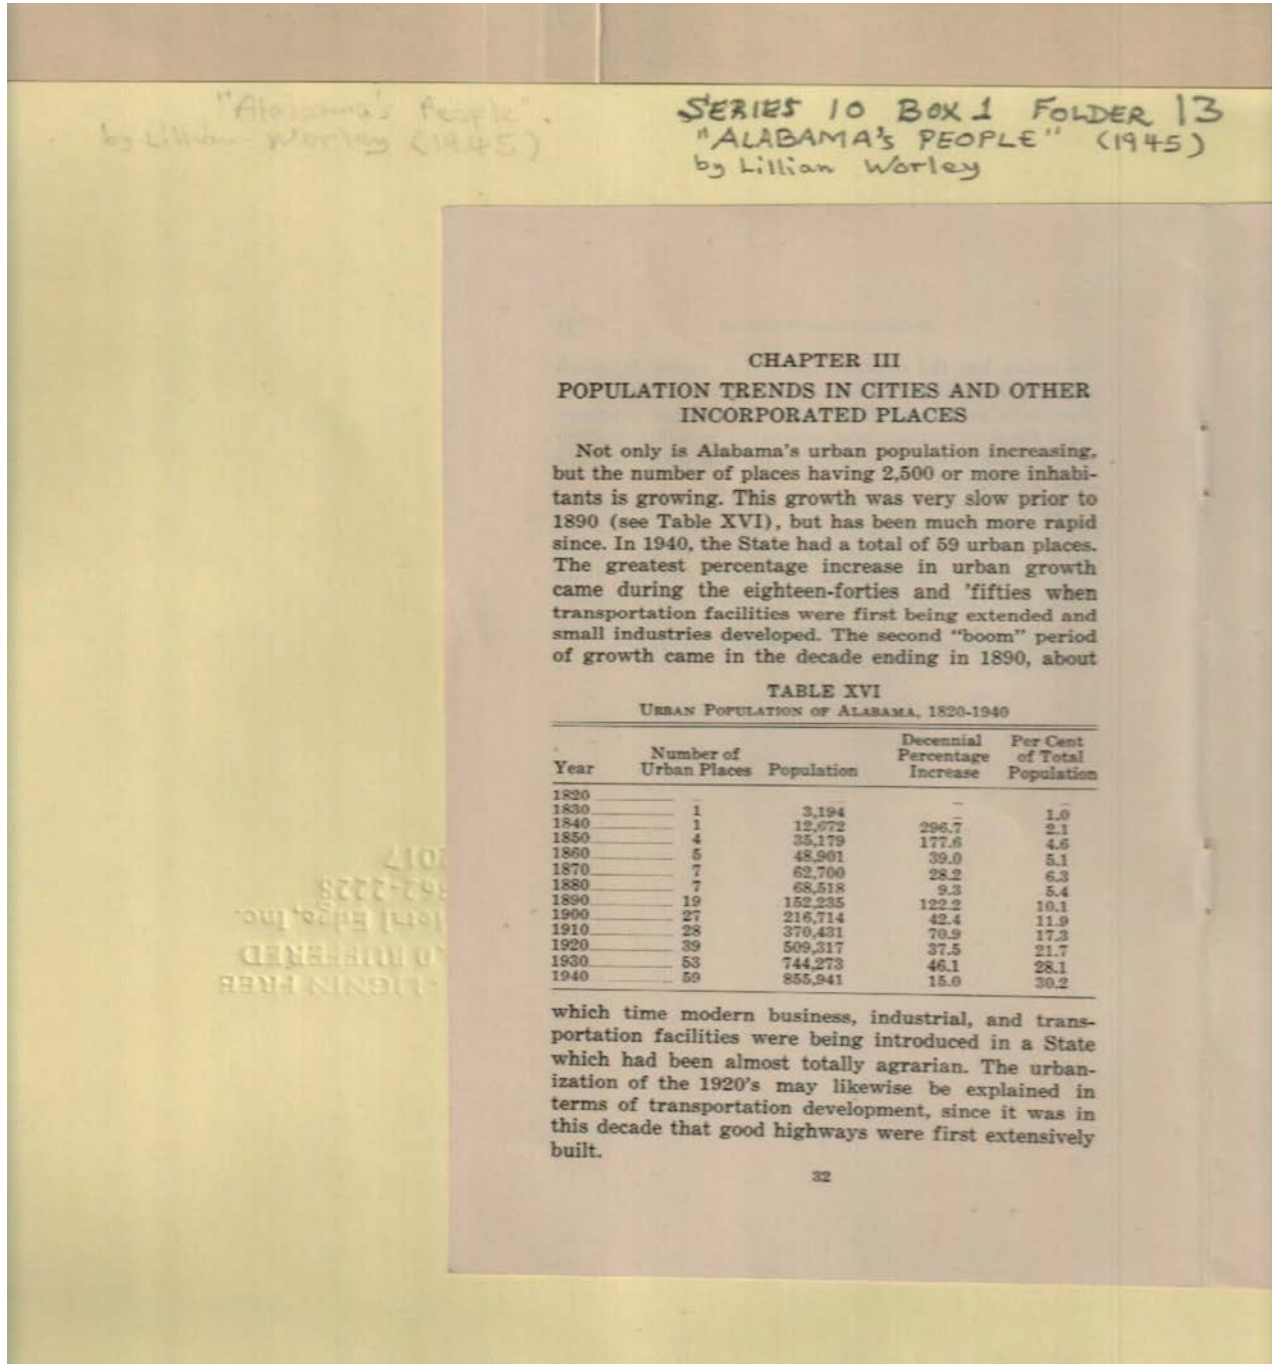 "Alabama's People"
by Lillian Worley (1945)
SERIES 10 BOX 1 FOLDER 13
"ALABAMA'S PEOPLE" (1945)
by Lillian Worley
CHAPTER III
POPULATION TRENDS IN CITIES AND OTHER
INCORPORATED PLACES
Not only is Alabama's urban population increasing,
but the number of places having 2,500 or more inhabi-
tants is growing. This growth was very slow prior to
1890 (see Table XVI), but has been much more rapid
since. In 1940, the State had a total of 59 urban places.
The greatest percentage increase in urban growth
came during the eighteen-forties and 'fifties when
transportation facilities were first being extended and
small industries developed. The second "boom" period
of growth came in the decade ending in 1890, about
TABLE XVI
URBAN POPULATION OF ALABAMA, 1820-1940
Year Number of Urban Places Population Decennial Percentage Increase Per Cent of Total Population
1820 – – – –
1830 1 3,194 – 1.0
1840 1 12,672 296.7 2.1
1850 4 35,179 177.6 4.6
1860 5 48,901 39.0 5.1
1870 7 62,700 28.2 6.3
1880 7 68,518 9.3 5.4
1890 19 152,235 122.2 10.1
1900 27 216,714 42.4 11.9
1910 28 370,431 70.9 17.3
1920 39 509,317 37.5 21.7
1930 53 744,273 46.1 28.1
1940 59 855,941 15.0 30.2
which time modern business, industrial, and trans-
portation facilities were being introduced in a State
which had been almost totally agrarian. The urban-
ization of the 1920's may likewise be explained in
terms of transportation development, since it was in
this decade that good highways were first extensively
built.
32
2017
62-2228
Edge, Inc.
BUFFERED
LIGNIN FREE